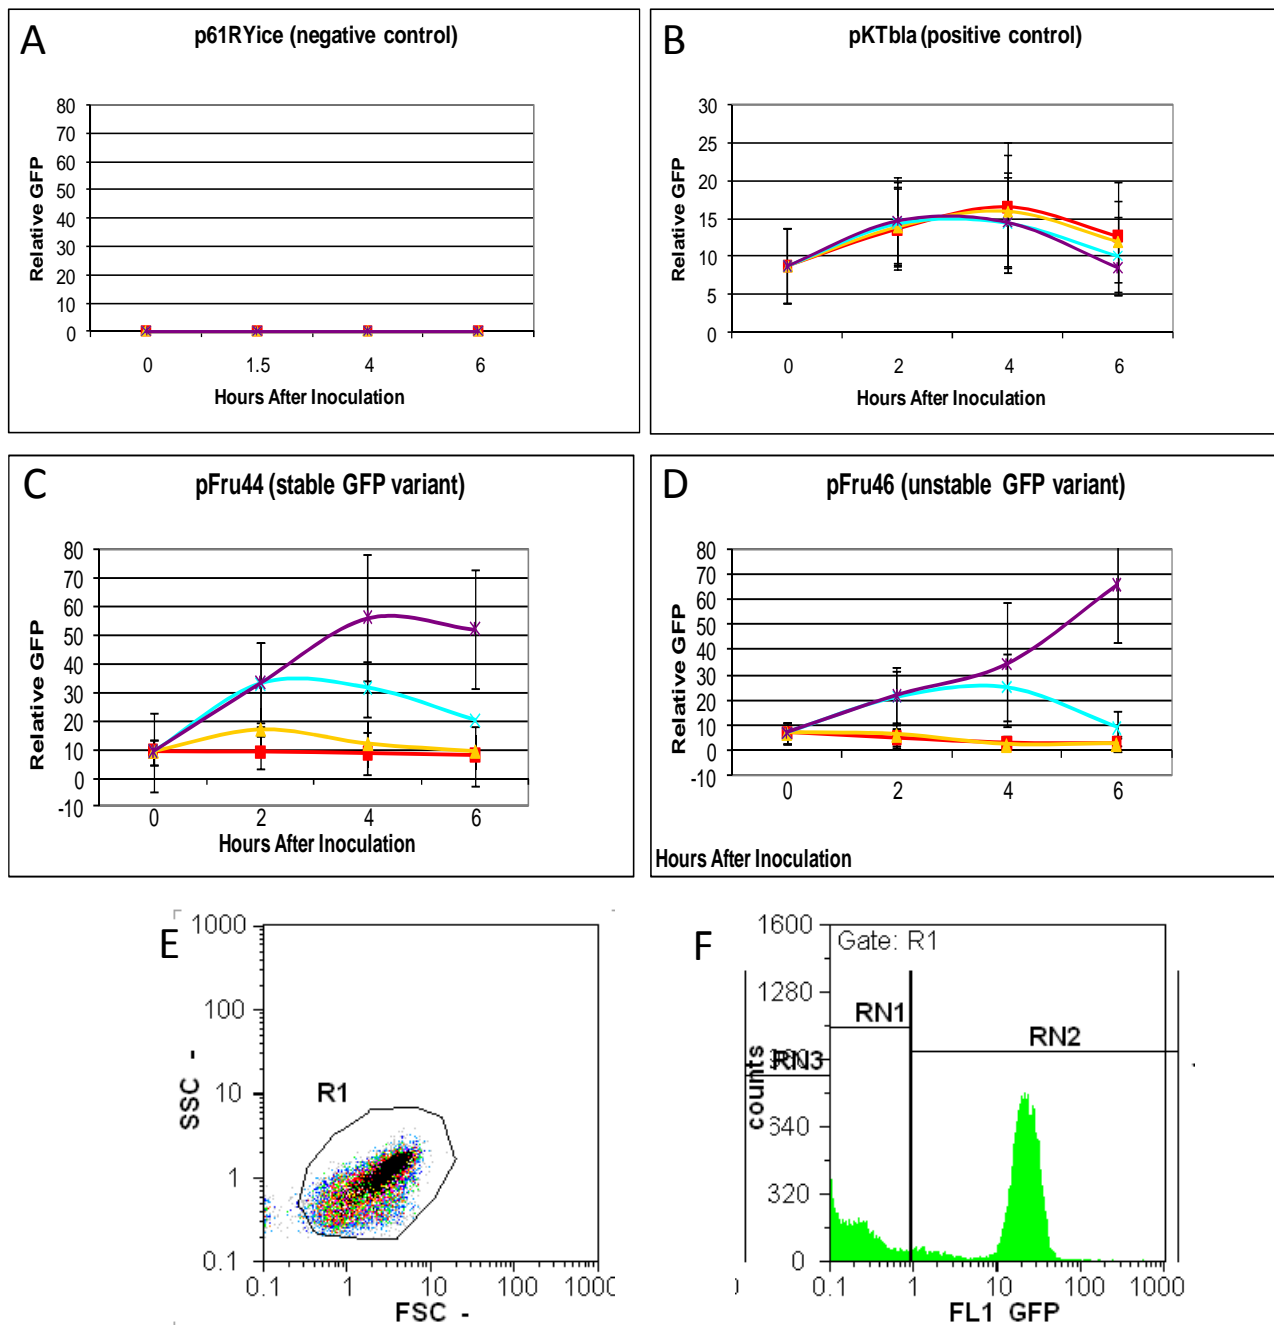 A
p61RYice (negative control)
Relative GFP
80
70
60
50
40
30
20
10
0
0 1.5 4 6
Hours After Inoculation
B
pKTbla (positive control)
Relative GFP
30
25
20
15
10
5
0
0 2 4 6
Hours After Inoculation
C
pFru44 (stable GFP variant)
Relative GFP
80
70
60
50
40
30
20
10
0
-10
0 2 4 6
Hours After Inoculation
D
pFru46 (unstable GFP variant)
Relative GFP
80
70
60
50
40
30
20
10
0
-10
0 2 4 6
Hours After Inoculation
E
SSC -
1000
100
10
1
0.1
R1
0.1 1 10 100 1000
FSC -
F
Gate: R1
RN1
RN2
RN3
counts
1600
1280
320
0
0.1 1 10 100 1000
FL1 GFP